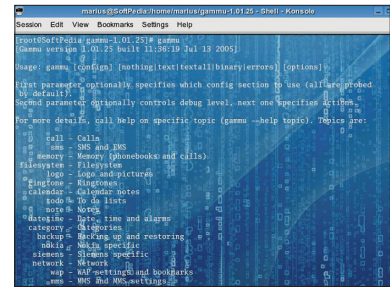 marius@SoftPedia:/home/marius/gammu-1.01.25 - Shell - Konsole
Session Edit View Bookmarks Settings Help
[root@SoftPedia gammu-1.01.25]# gammu
[Gammu version 1.01.25 built 11:36:19 Jul 13 2005]
Usage: gammu [confign] [nothing|text|textall|binary|errors] [options]
First parameter optionally specifies which config section to use (all are probed
by default).
Second parameter optionally controls debug level, next one specifies actions.
For more details, call help on specific topic (gammu --help topic). Topics are:
call - Calls
sms - SMS and EMS
memory - Memory (phonebooks and calls)
filesystem - Filesystem
logo - Logo and pictures
ringtone - Ringtones
calendar - Calendar notes
todo - To do lists
note - Notes
datetime - Date, time and alarms
category - Categories
backup - Backing up and restoring
nokia - Nokia specific
siemens - Siemens specific
network - Network
wap - WAP settings and bookmarks
mms - MMS and MMS settings